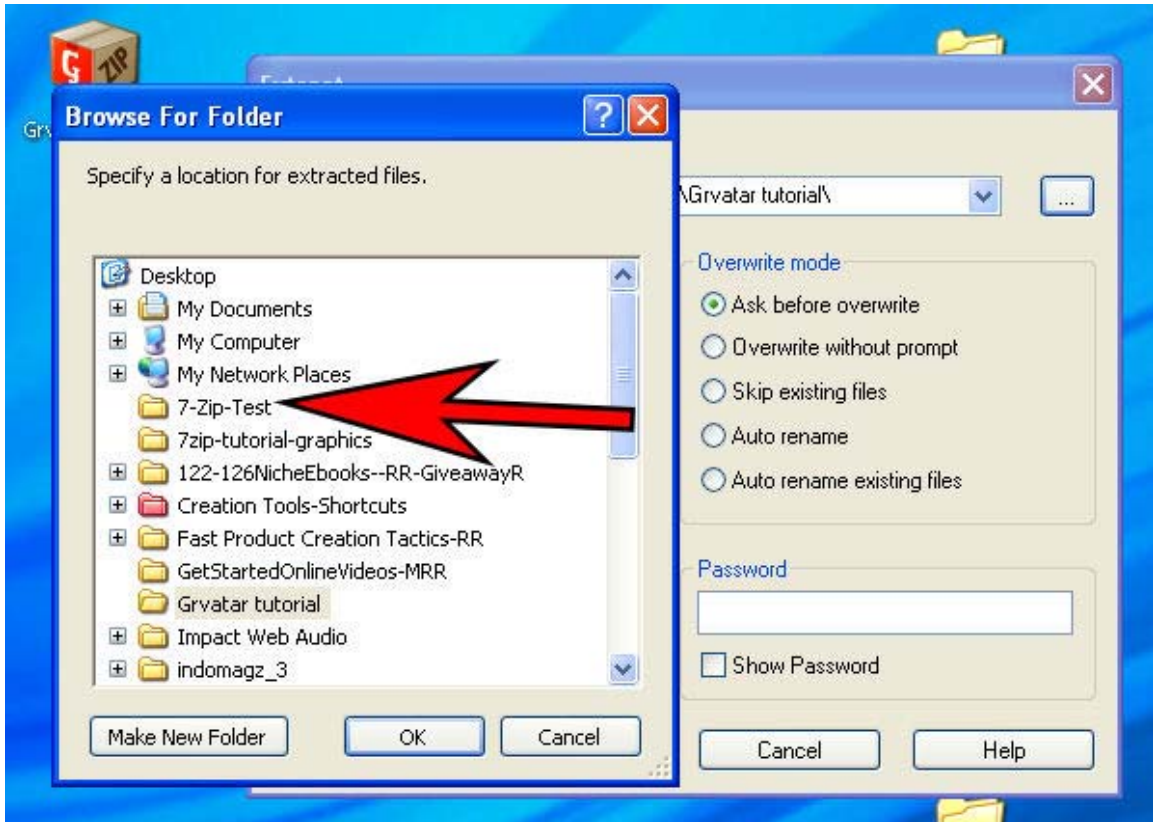 G
ZIP
Grv
Extract
Browse For Folder
?
Specify a location for extracted files.
Desktop
My Documents
My Computer
My Network Places
7-Zip-Test
7zip-tutorial-graphics
122-126NicheEbooks--RR-GiveawayR
Creation Tools-Shortcuts
Fast Product Creation Tactics-RR
GetStartedOnlineVideos-MRR
Grvatar tutorial
Impact Web Audio
indomagz_3
Make New Folder
OK
Cancel
\Grvatar tutorial\
...
Overwrite mode
Ask before overwrite
Overwrite without prompt
Skip existing files
Auto rename
Auto rename existing files
Password
Show Password
Cancel
Help